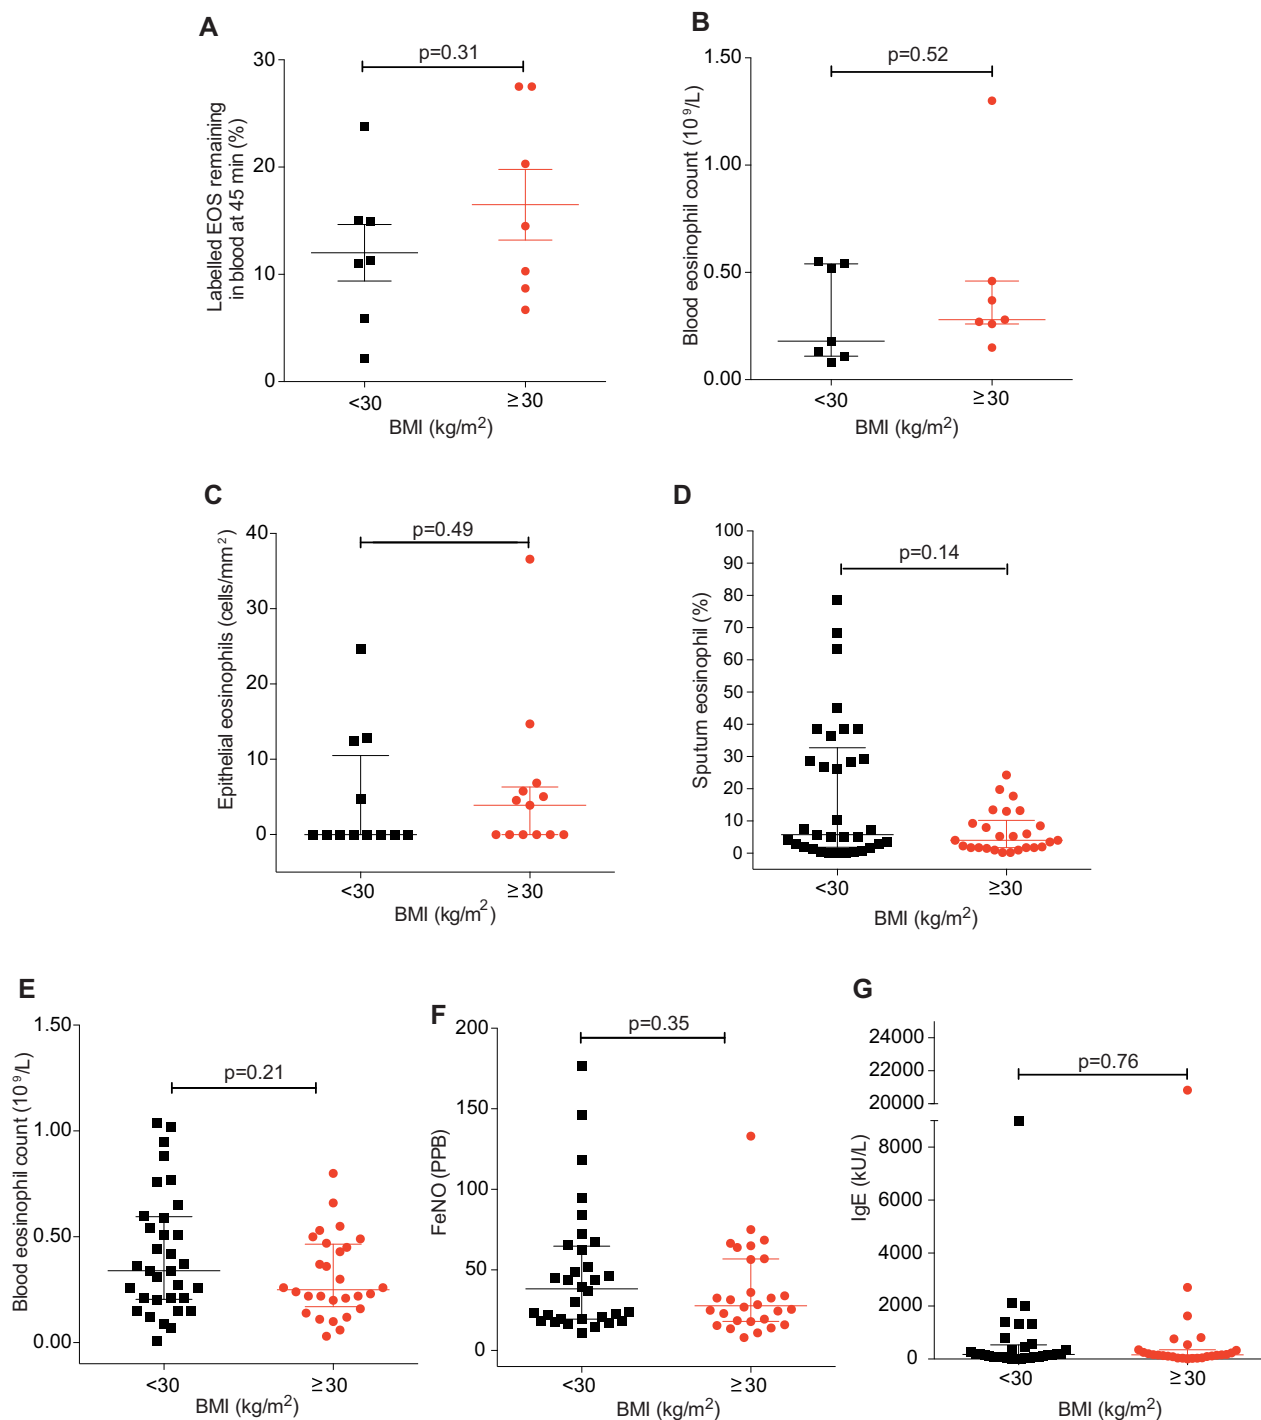 A
p=0.31
Labelled EOS remaining
in blood at 45 min (%)
30
20
10
0
<30
≥30
BMI (kg/m²)
B
p=0.52
Blood eosinophil count (10⁹/L)
1.50
1.00
0.50
0.00
<30
≥30
BMI (kg/m²)
C
p=0.49
Epithelial eosinophils (cells/mm²)
40
30
20
10
0
<30
≥30
BMI (kg/m²)
D
p=0.14
Sputum eosinophil (%)
100
90
80
70
60
50
40
30
20
10
0
<30
≥30
BMI (kg/m²)
E
p=0.21
Blood eosinophil count (10⁹/L)
1.50
1.00
0.50
0.00
<30
≥30
BMI (kg/m²)
F
p=0.35
FeNO (PPB)
200
150
100
50
0
<30
≥30
BMI (kg/m²)
G
p=0.76
IgE (kU/L)
24000
22000
20000
8000
6000
4000
2000
0
<30
≥30
BMI (kg/m²)